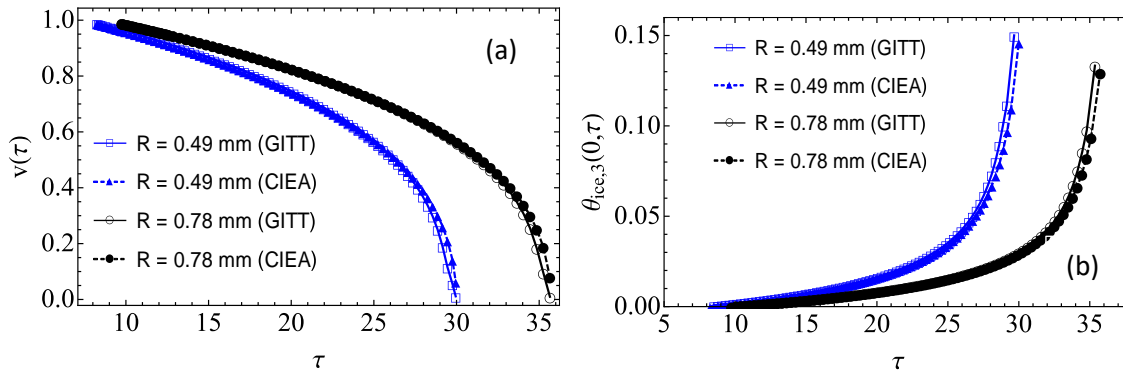 (a)
1.0
0.8
0.6
0.4
0.2
0.0
v(τ)
R = 0.49 mm (GITT)
R = 0.49 mm (CIEA)
R = 0.78 mm (GITT)
R = 0.78 mm (CIEA)
10 15 20 25 30 35
τ
0.15
0.10
0.05
0.00
θice,3(0,τ)
R = 0.49 mm (GITT)
R = 0.49 mm (CIEA)
R = 0.78 mm (GITT)
R = 0.78 mm (CIEA)
(b)
5 10 15 20 25 30 35
τ